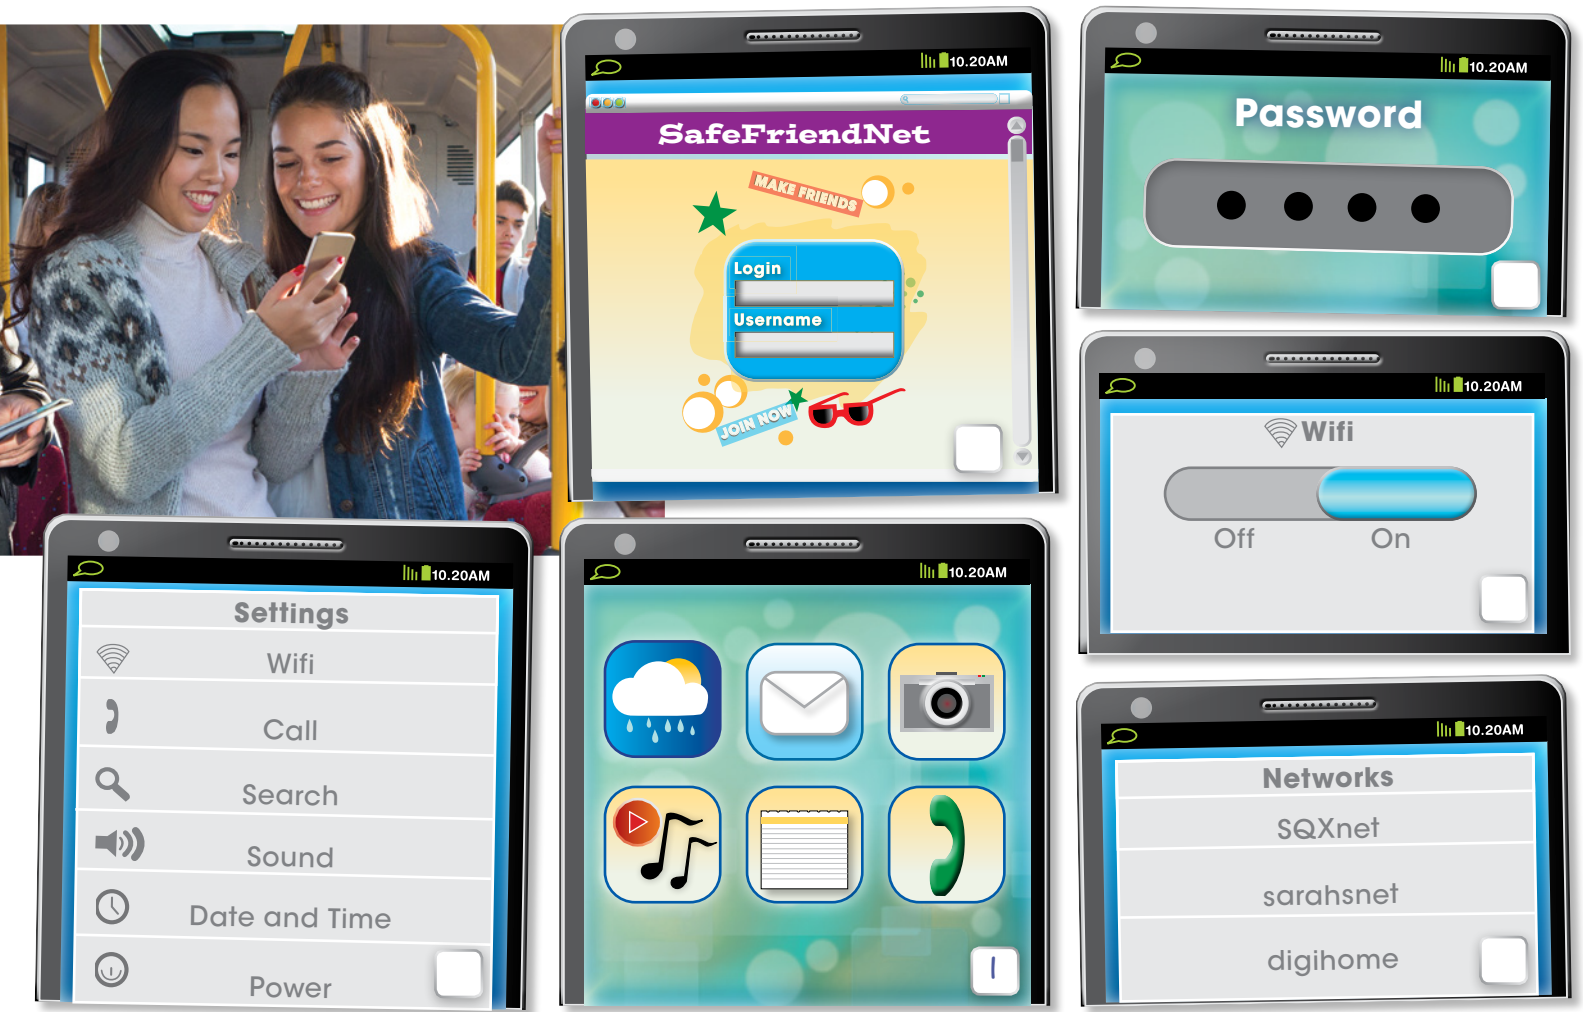 10.20AM
SafeFriendNet
MAKE FRIENDS
Login
Username
JOIN NOW
10.20AM
Password
10.20AM
Wifi
Off On
10.20AM
Settings
Wifi
Call
Search
Sound
Date and Time
Power
10.20AM
1
10.20AM
Networks
SQXnet
sarahsnet
digihome